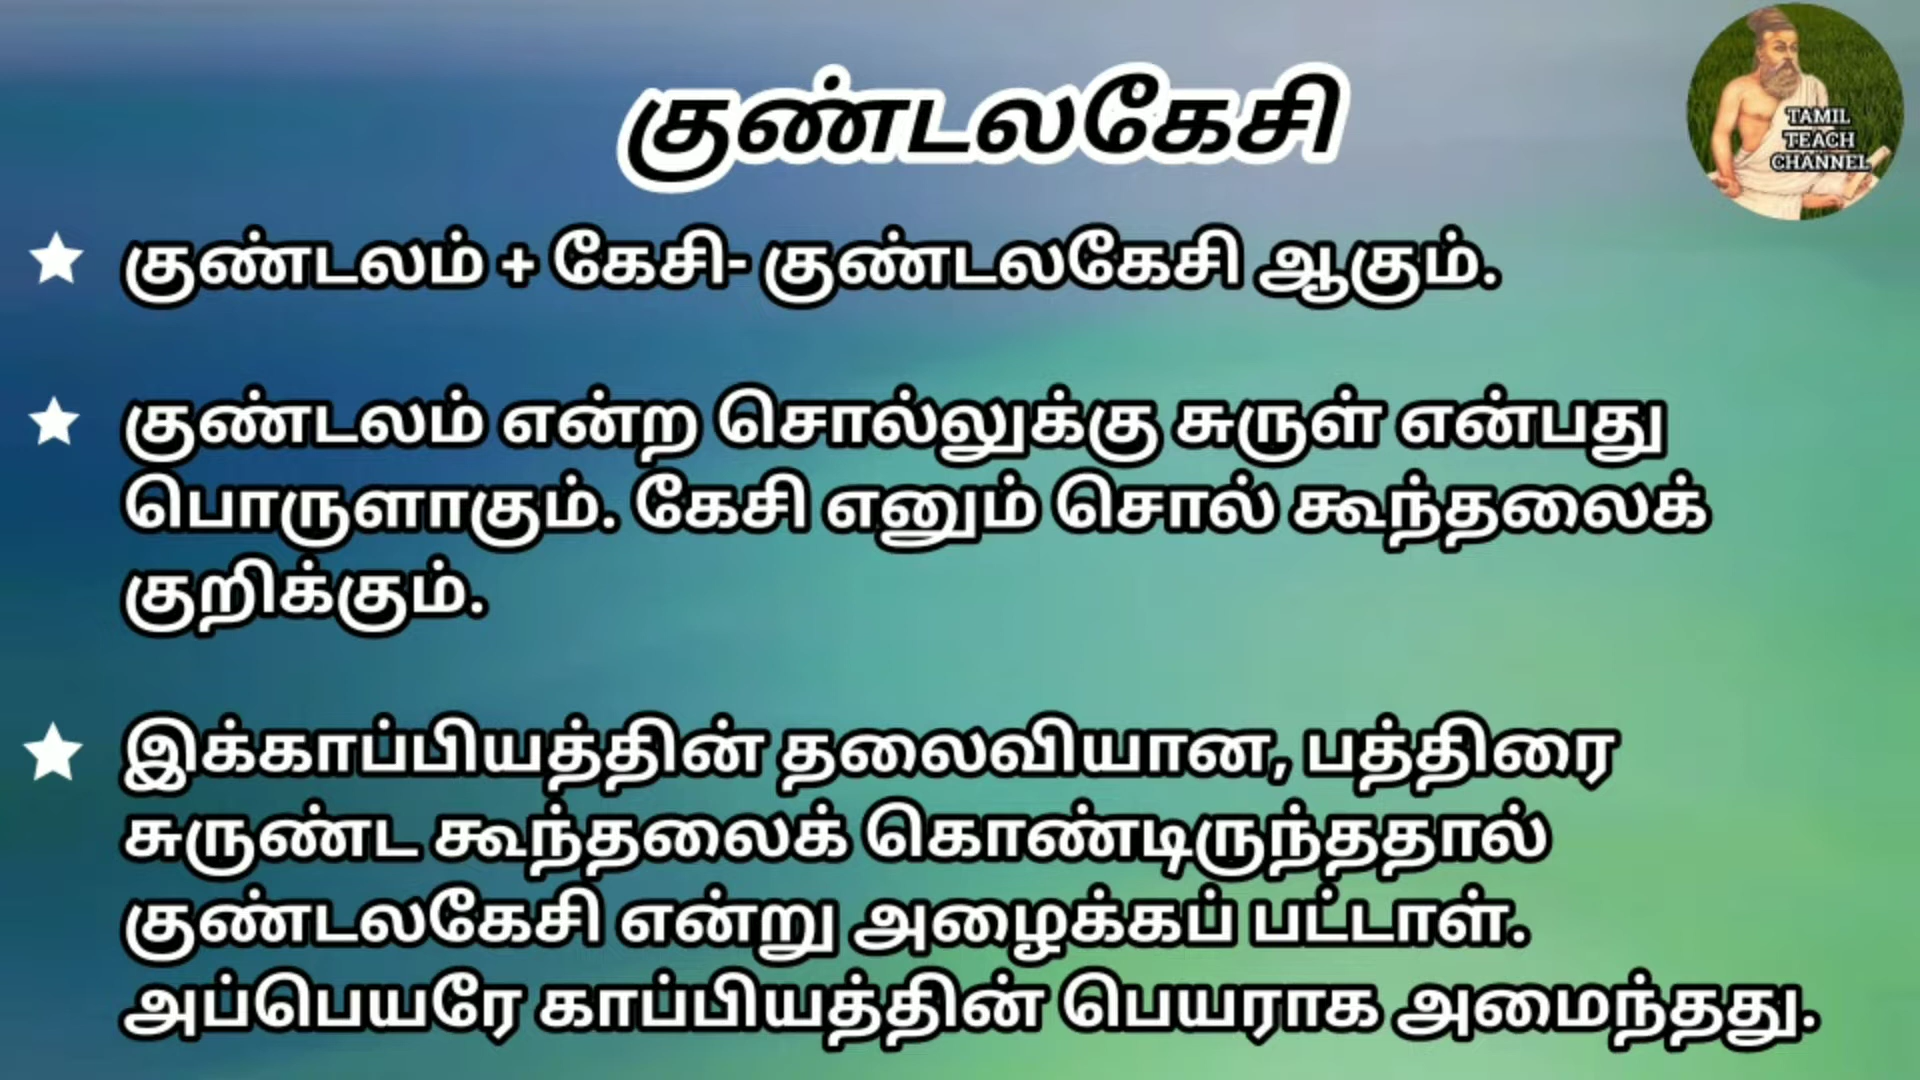 குண்டலகேசி
TAMIL
TEACH
CHANNEL
குண்டலம் + கேசி- குண்டலகேசி ஆகும்.
குண்டலம் என்ற சொல்லுக்கு சுருள் என்பது
பொருளாகும். கேசி எனும் சொல் கூந்தலைக்
குறிக்கும்.
இக்காப்பியத்தின் தலைவியான, பத்திரை
சுருண்ட கூந்தலைக் கொண்டிருந்ததால்
குண்டலகேசி என்று அழைக்கப் பட்டாள்.
அப்பெயரே காப்பியத்தின் பெயராக அமைந்தது.